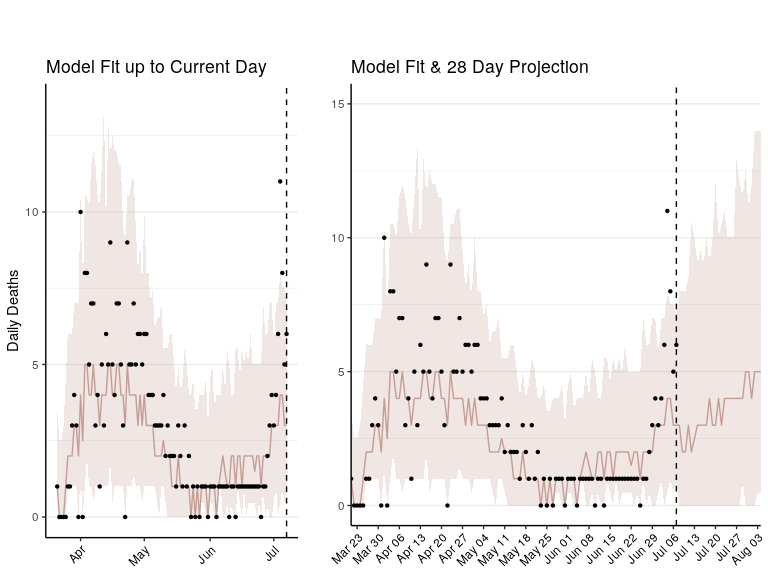 Model Fit up to Current Day
Model Fit & 28 Day Projection
Daily Deaths
10
5
0
Apr
May
Jun
Jul
15
10
5
0
Mar 23
Mar 30
Apr 06
Apr 13
Apr 20
Apr 27
May 04
May 11
May 18
May 25
Jun 01
Jun 08
Jun 15
Jun 22
Jun 29
Jul 06
Jul 13
Jul 20
Jul 27
Aug 03